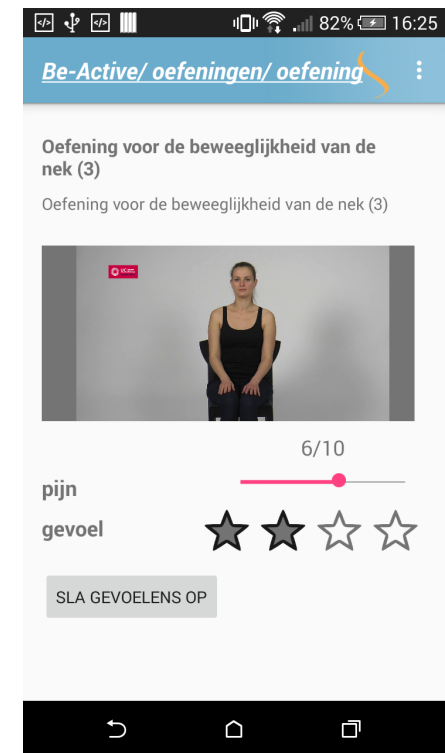 82% 16:25
Be-Active/ oefeningen/ oefening
Oefening voor de beweeglijkheid van de
nek (3)
Oefening voor de beweeglijkheid van de nek (3)
6/10
pijn
gevoel
SLA GEVOELENS OP